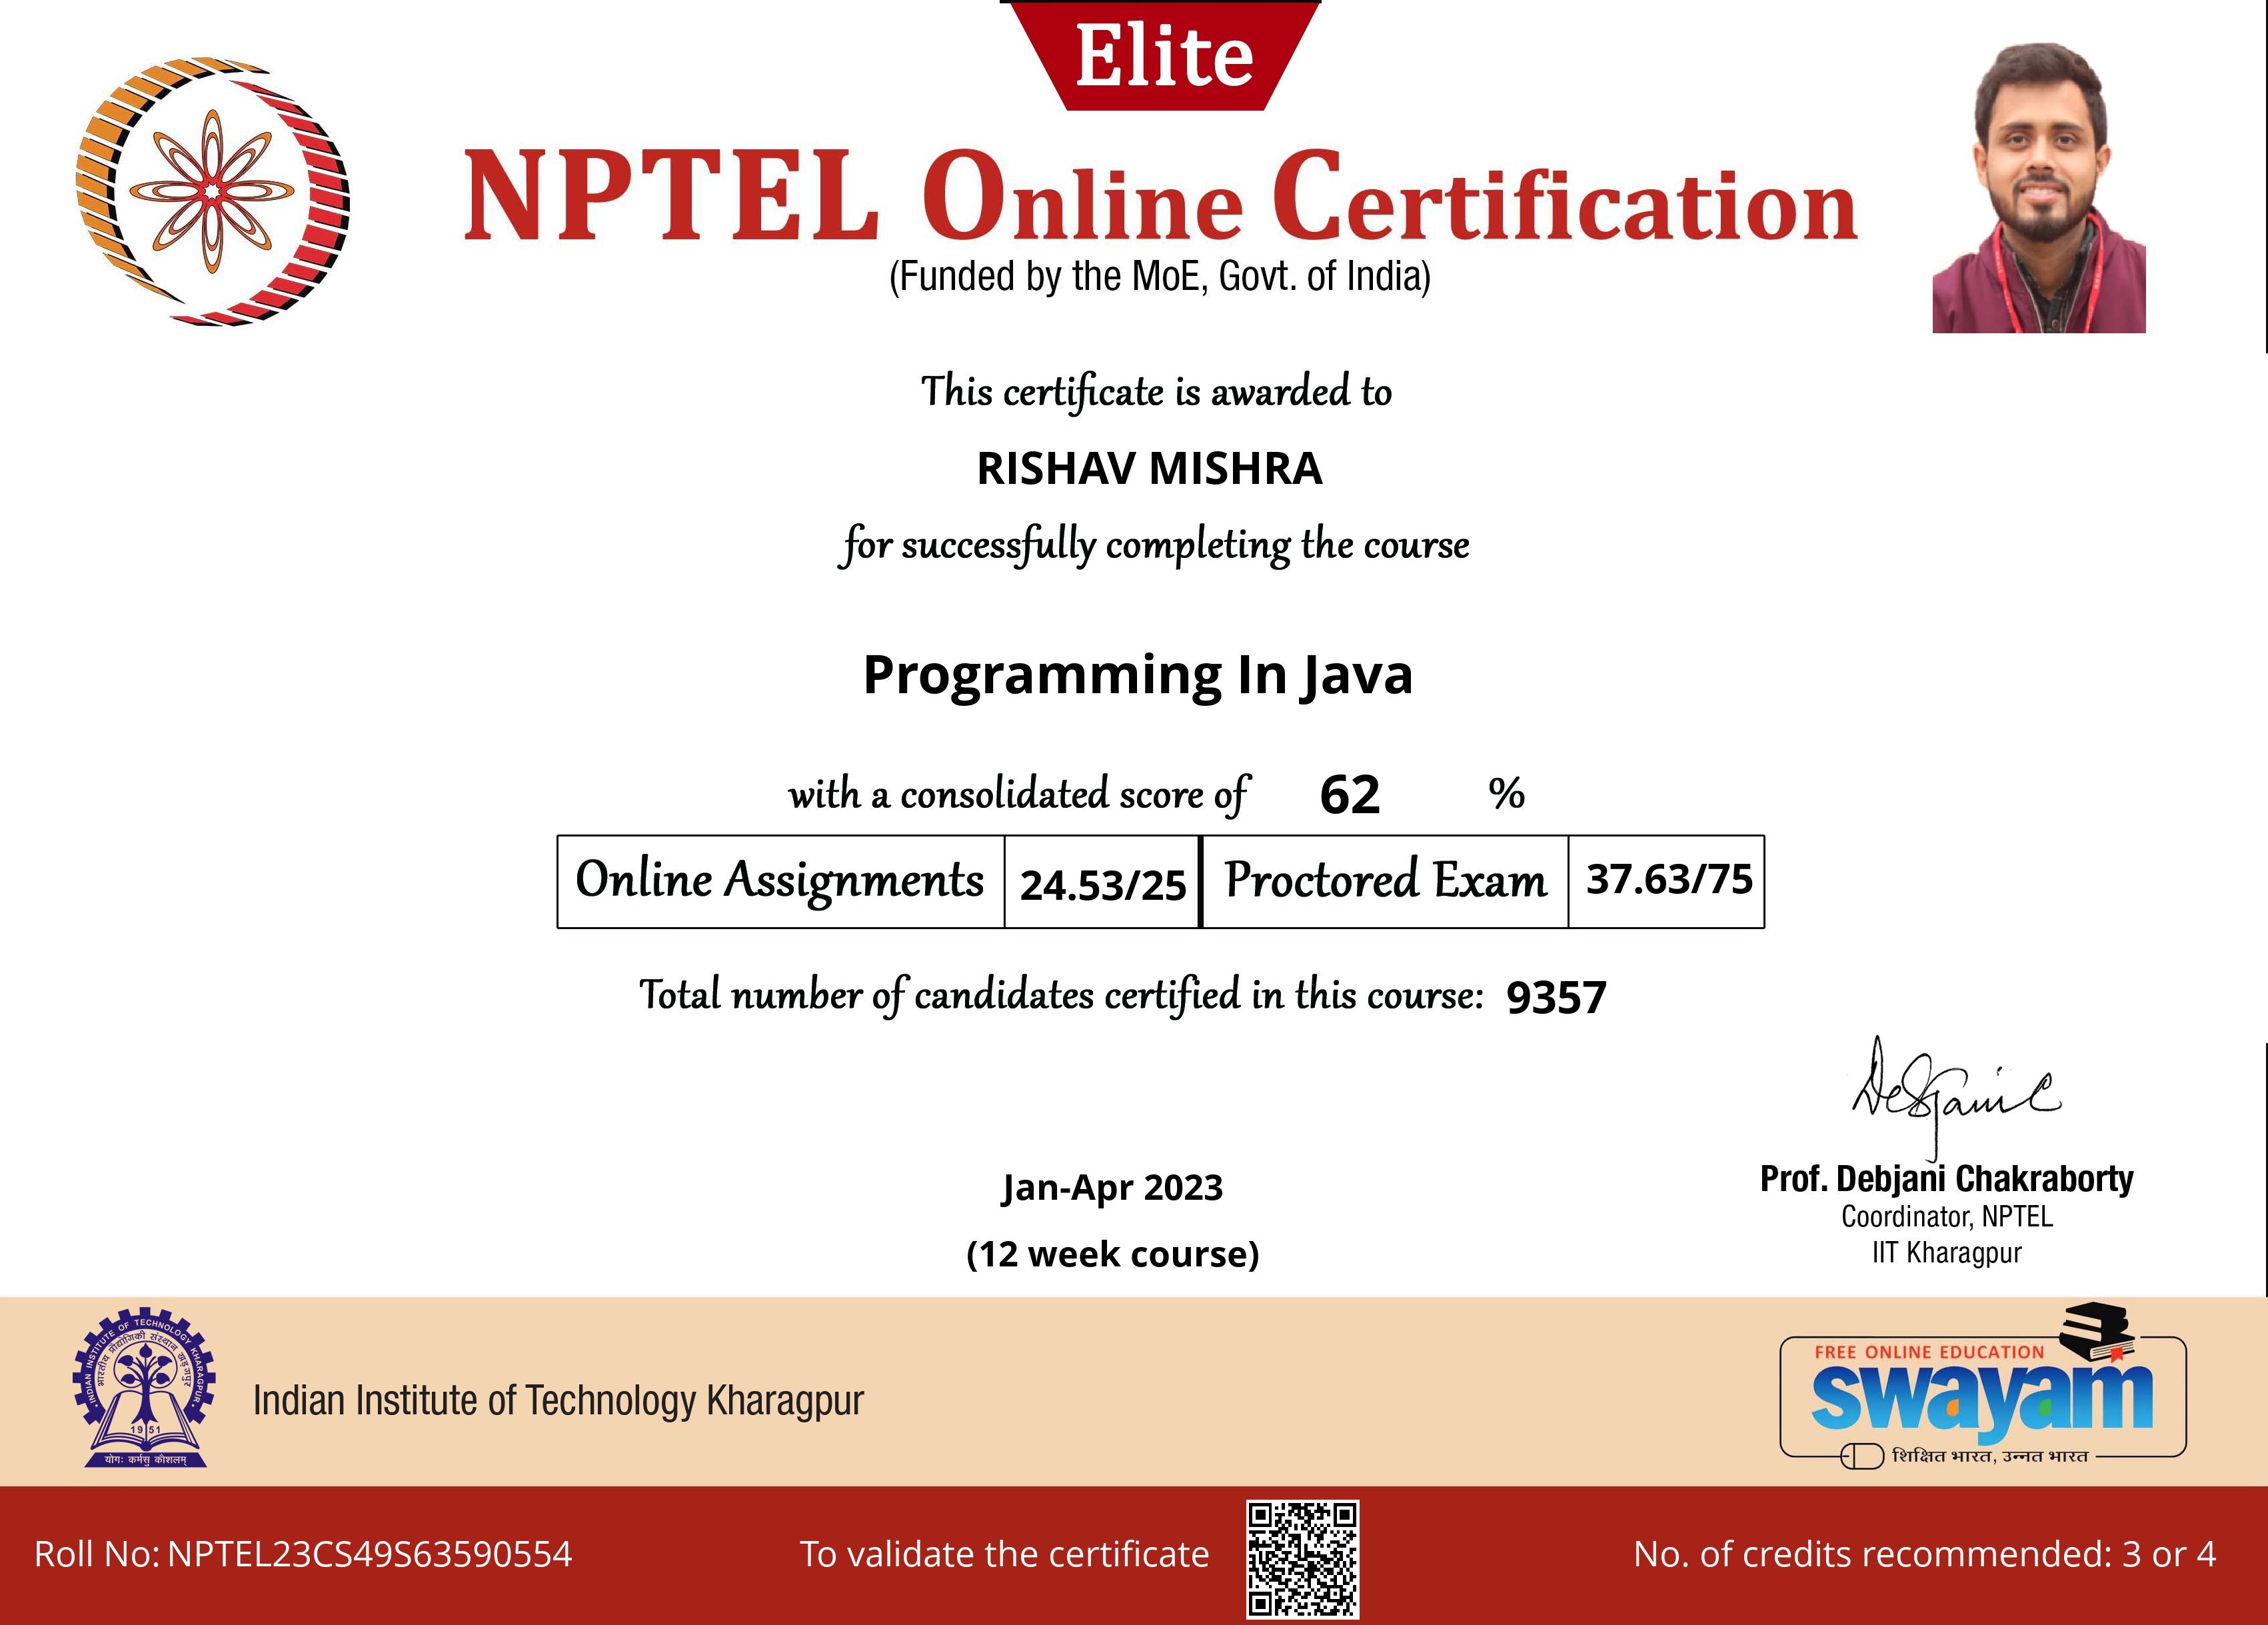 Elite
NPTEL Online Certification
(Funded by the MoE, Govt. of India)
This certificate is awarded to
RISHAV MISHRA
for successfully completing the course
Programming In Java
with a consolidated score of 62 %
Online Assignments 24.53/25 Proctored Exam 37.63/75
Total number of candidates certified in this course: 9357
Jan-Apr 2023
(12 week course)
Prof. Debjani Chakraborty
Coordinator, NPTEL
IIT Kharagpur
INDIAN INSTITUTE OF TECHNOLOGY KHARAGPUR
भारतीय प्रौद्योगिकी संस्थान खड़गपुर
1951
योगः कर्मसु कौशलम्
Indian Institute of Technology Kharagpur
FREE ONLINE EDUCATION
swayam
शिक्षित भारत, उन्नत भारत
Roll No: NPTEL23CS49S63590554
To validate the certificate
No. of credits recommended: 3 or 4